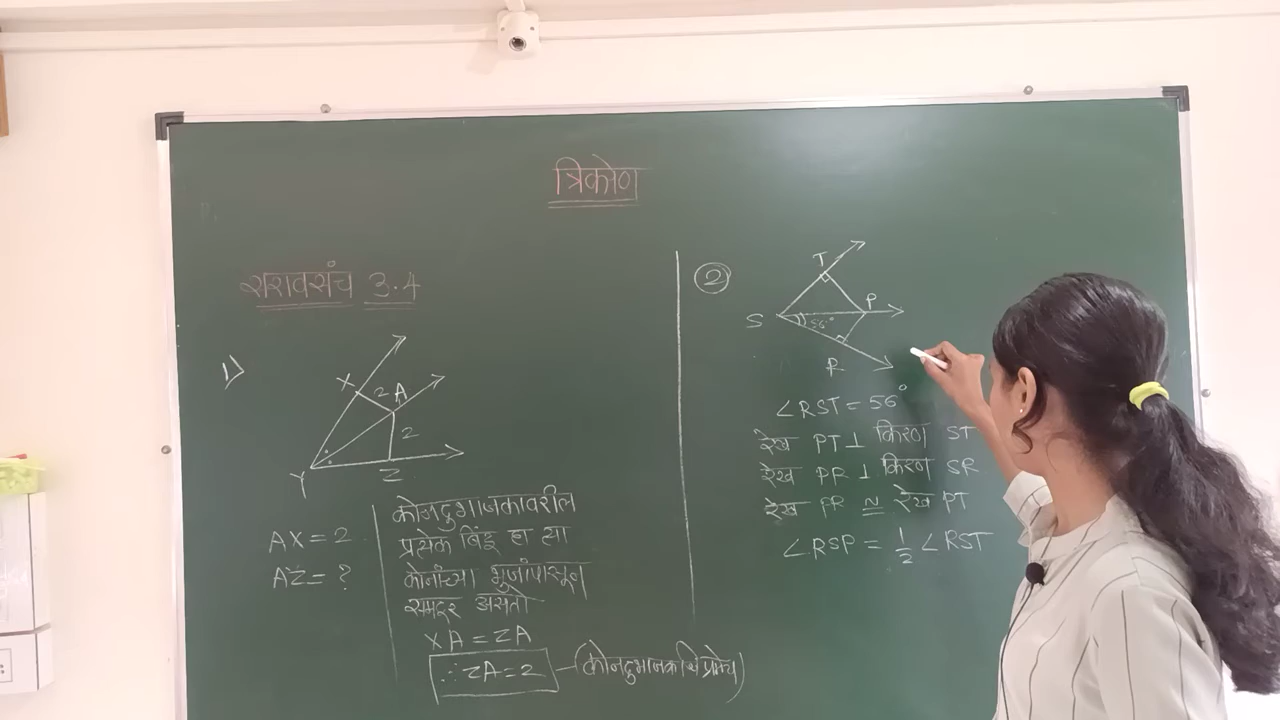 त्रिकोण
सरावसंच 3.4
1)
X
2
A
2
Y
Z
AX = 2
AZ = ?
कोनदुभाजकावरील
प्रत्येक बिंदू हा त्या
कोनाच्या भुजांपासून
समदूर असतो
XA = ZA
∴ ZA = 2 – (कोनदुभाजकाचे प्रमेय)
2
T
P
S
56°
R
∠RST = 56°
रेख PT ⊥ किरण ST
रेख PR ⊥ किरण SR
रेख PR ≅ रेख PT
∠RSP = 1/2 ∠RST